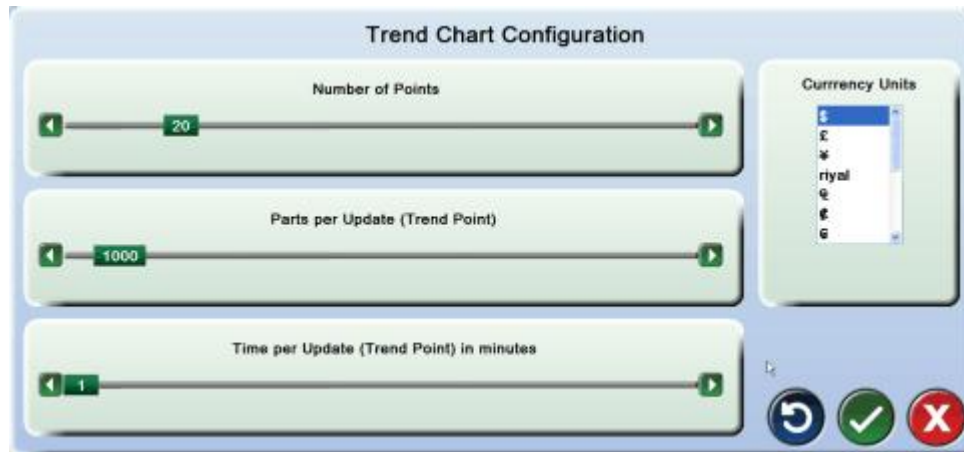 Trend Chart Configuration
Number of Points
20
Currrency Units
$
£
¥
riyal
Parts per Update (Trend Point)
1000
Time per Update (Trend Point) in minutes
1